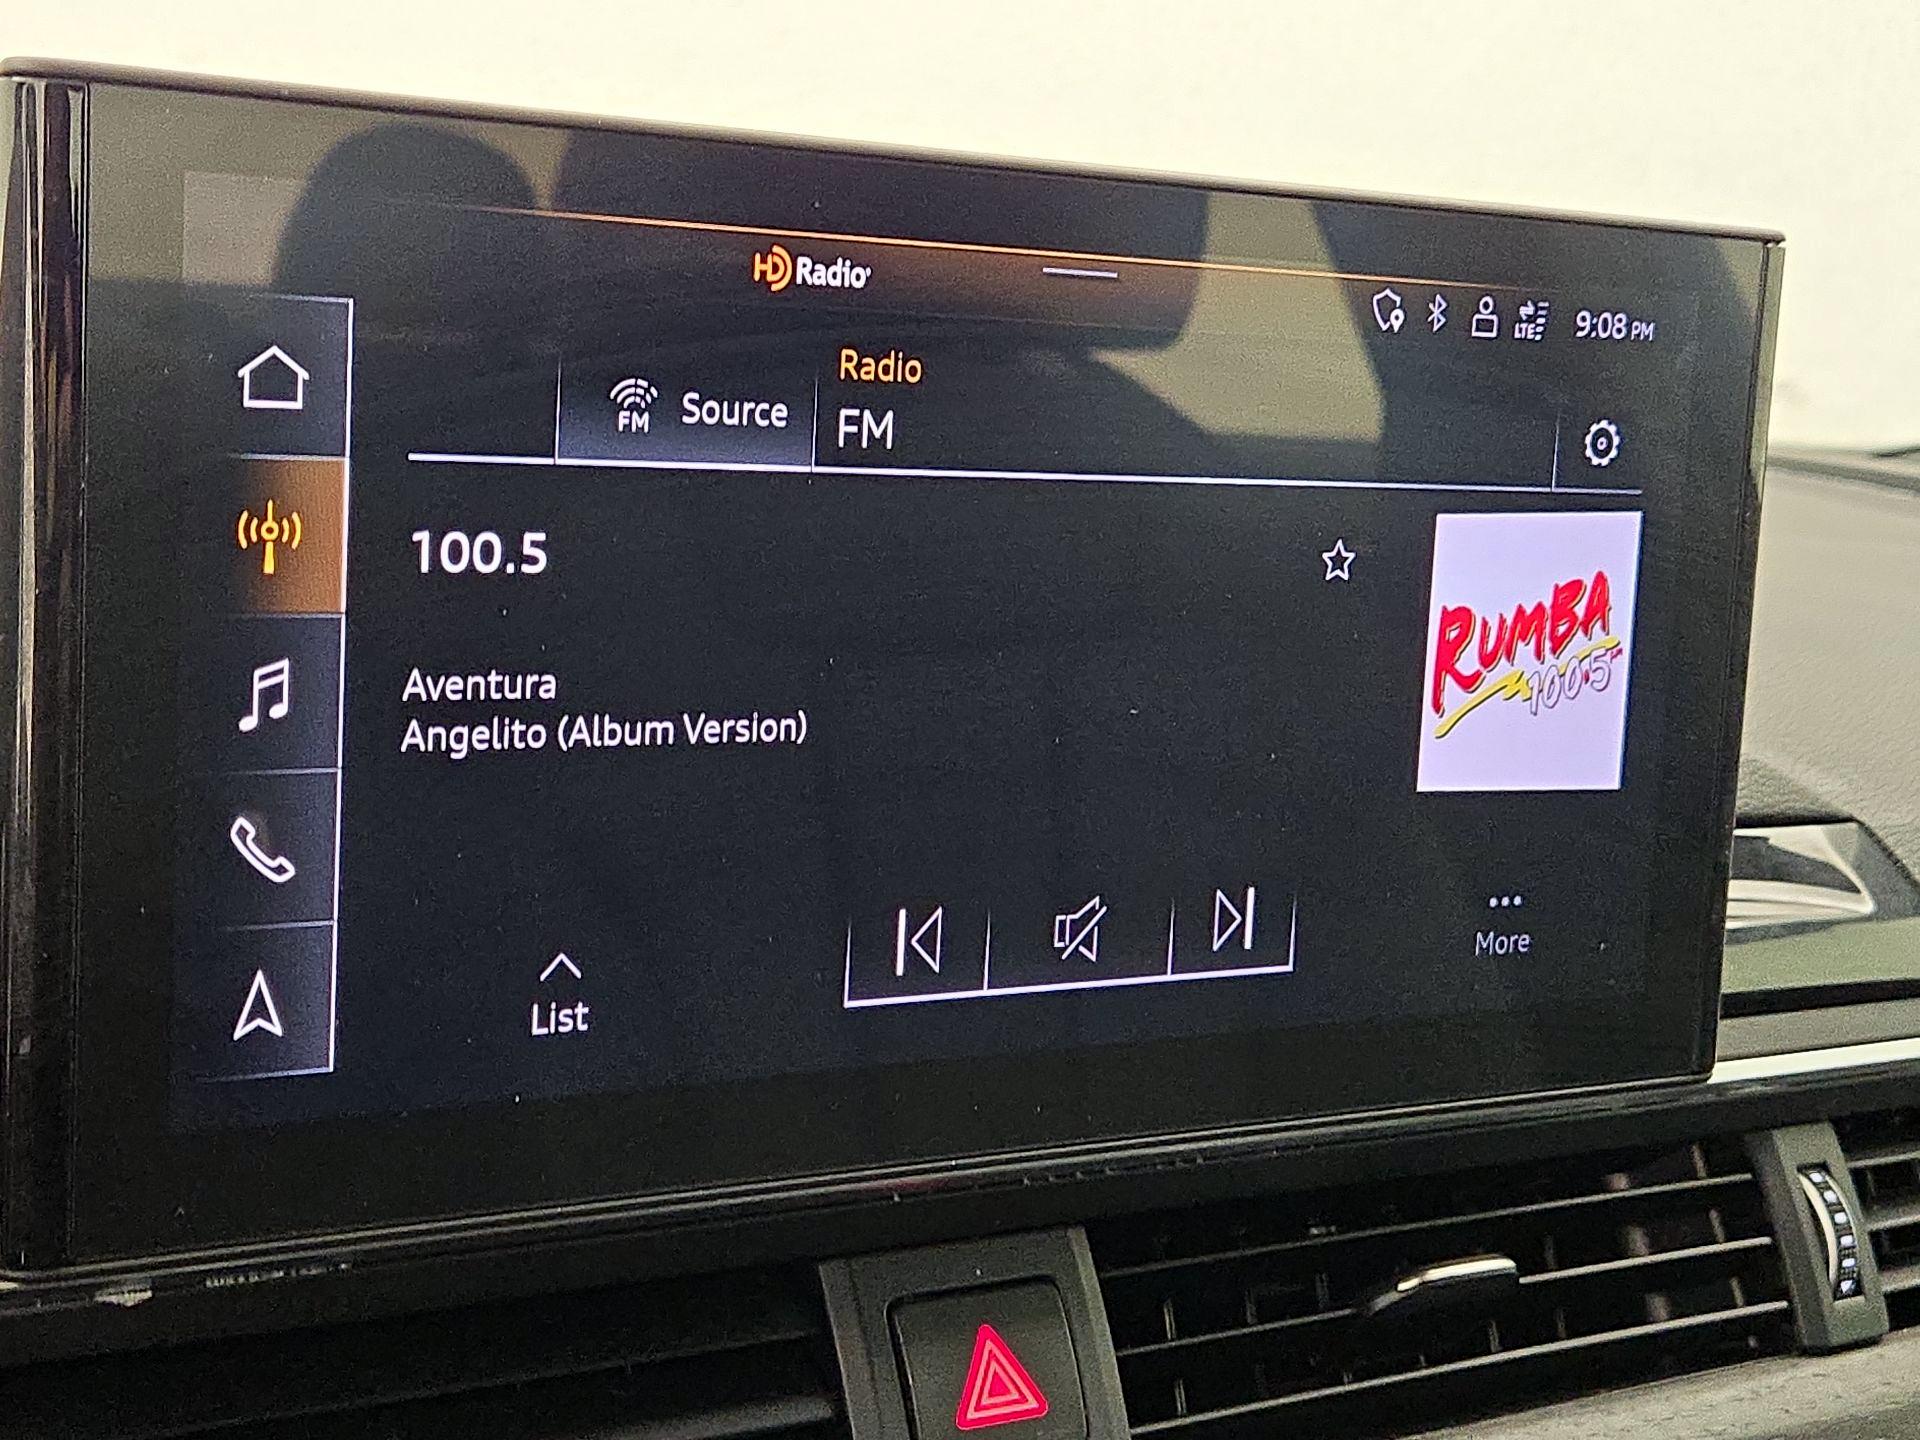 HD Radio
LTE 9:08 PM
Radio
FM Source
FM
100.5
RUMBA
100.5 FM
Aventura
Angelito (Album Version)
More
List